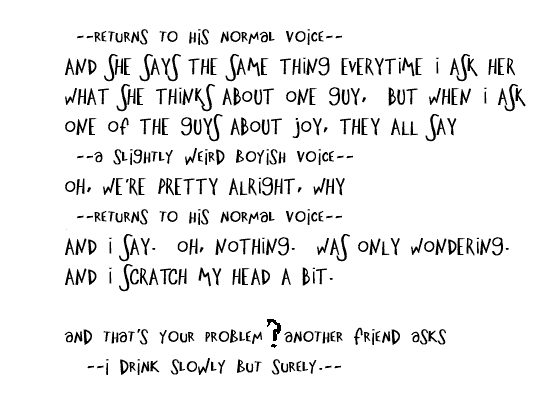 --RETURNS TO HIS NORMAL VOICE--
AND SHE SAYS THE SAME THING EVERYTIME i ASK HER
WHAT SHE THINKS ABOUT ONE GUY, BUT WHEN i ASK
ONE OF THE GUYS ABOUT JOY, THEY ALL SAY
--A SLIGHTLY WEIRD BOYISH VOICE--
OH, WE'RE PRETTY ALRIGHT, WHY
--RETURNS TO HIS NORMAL VOICE--
AND i SAY. OH, NOTHING. WAS ONLY WONDERING.
AND i SCRATCH MY HEAD A BIT.
AND THAT'S YOUR PROBLEM?ANOTHER FRIEND ASKS
--i DRINK SLOWLY BUT SURELY.--